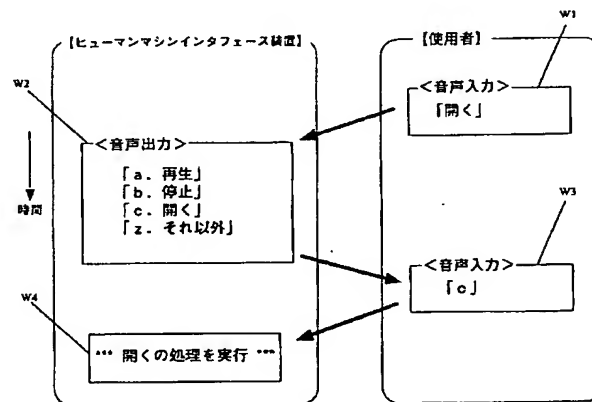 W1
【ヒューマンマシンインタフェース装置】
【使用者】
W2
<音声入力>
「開く」
<音声出力>
「a．再生」
「b．停止」
「c．開く」
「z．それ以外」
時間
W3
<音声入力>
「c」
W4
*** 開くの処理を実行 ***